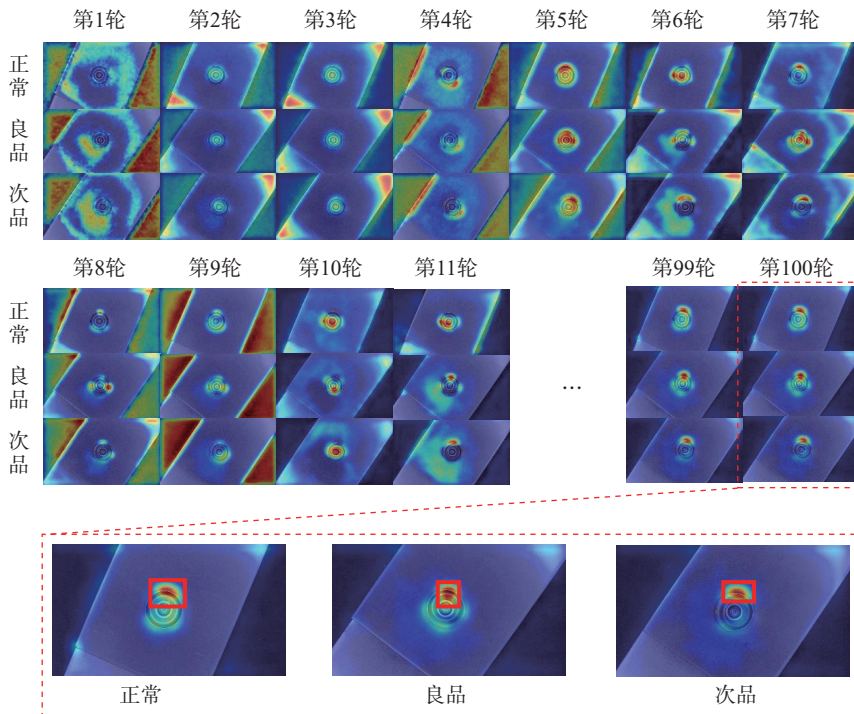 第1轮 第2轮 第3轮 第4轮 第5轮 第6轮 第7轮
正常
良品
次品
第8轮 第9轮 第10轮 第11轮 第99轮 第100轮
正常
良品
...
次品
正常 良品 次品